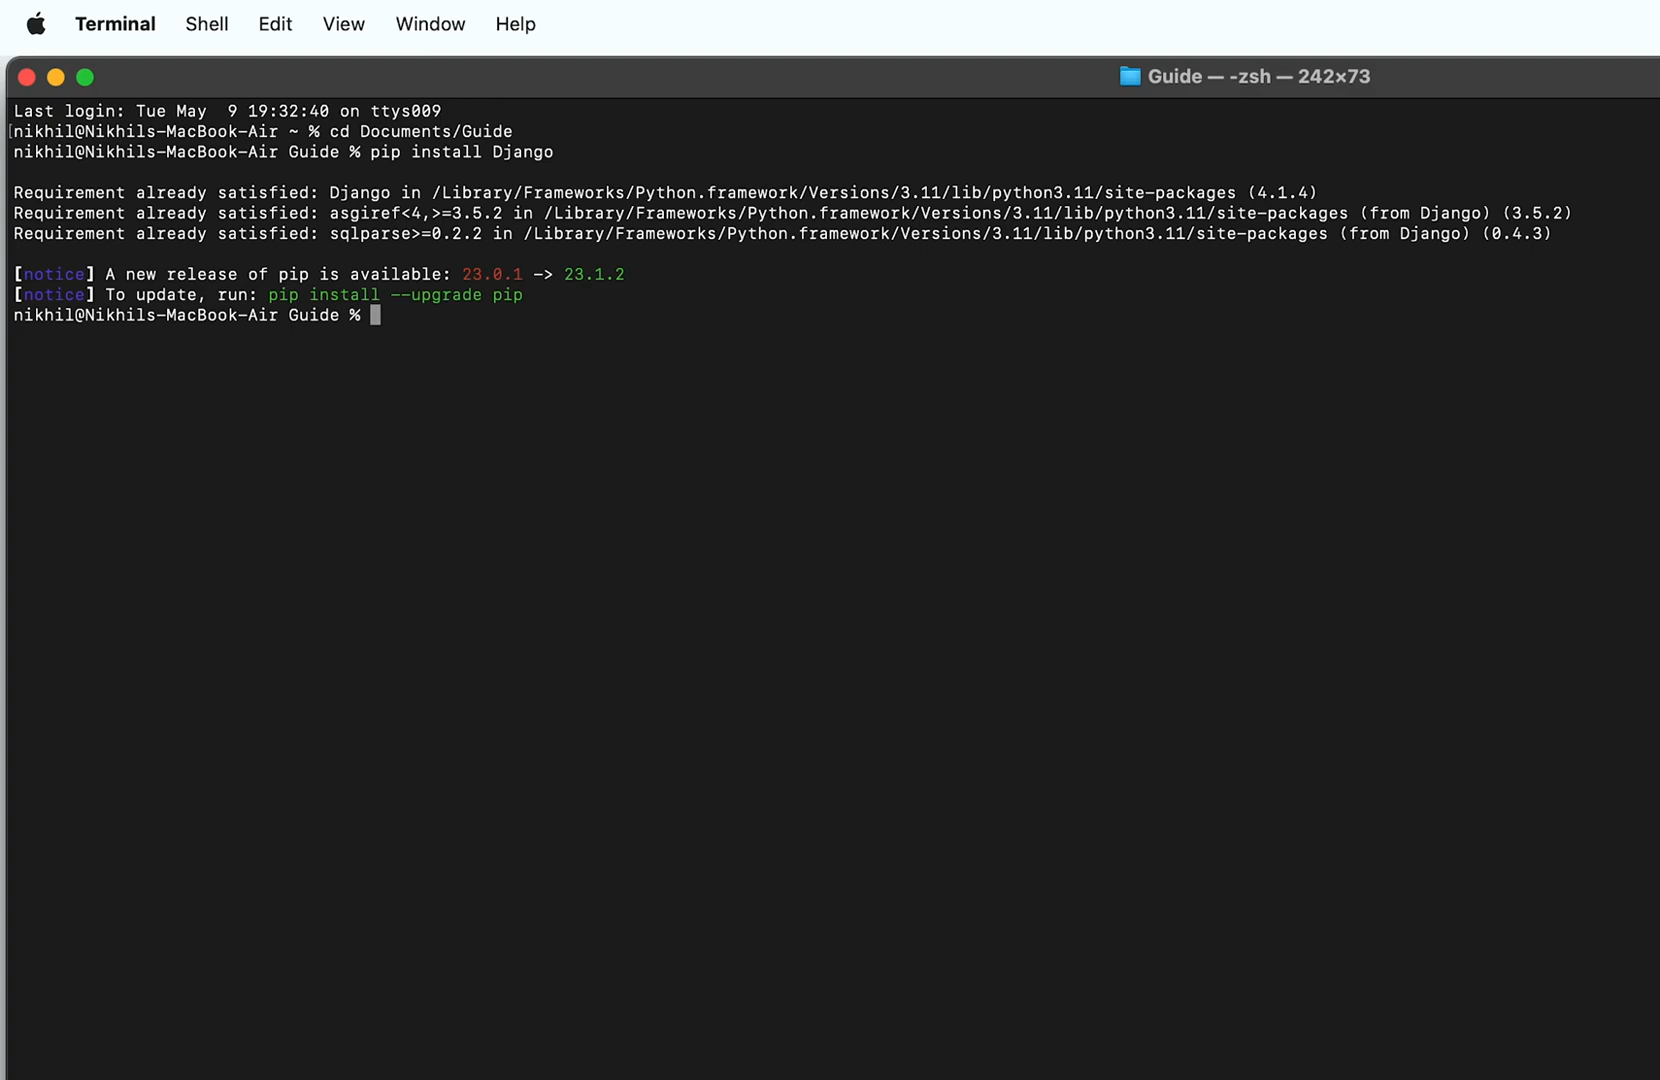 Terminal Shell Edit View Window Help
Guide — -zsh — 242×73
Last login: Tue May  9 19:32:40 on ttys009
[nikhil@Nikhils-MacBook-Air ~ % cd Documents/Guide
nikhil@Nikhils-MacBook-Air Guide % pip install Django
Requirement already satisfied: Django in /Library/Frameworks/Python.framework/Versions/3.11/lib/python3.11/site-packages (4.1.4)
Requirement already satisfied: asgiref<4,>=3.5.2 in /Library/Frameworks/Python.framework/Versions/3.11/lib/python3.11/site-packages (from Django) (3.5.2)
Requirement already satisfied: sqlparse>=0.2.2 in /Library/Frameworks/Python.framework/Versions/3.11/lib/python3.11/site-packages (from Django) (0.4.3)
[notice] A new release of pip is available: 23.0.1 -> 23.1.2
[notice] To update, run: pip install --upgrade pip
nikhil@Nikhils-MacBook-Air Guide %